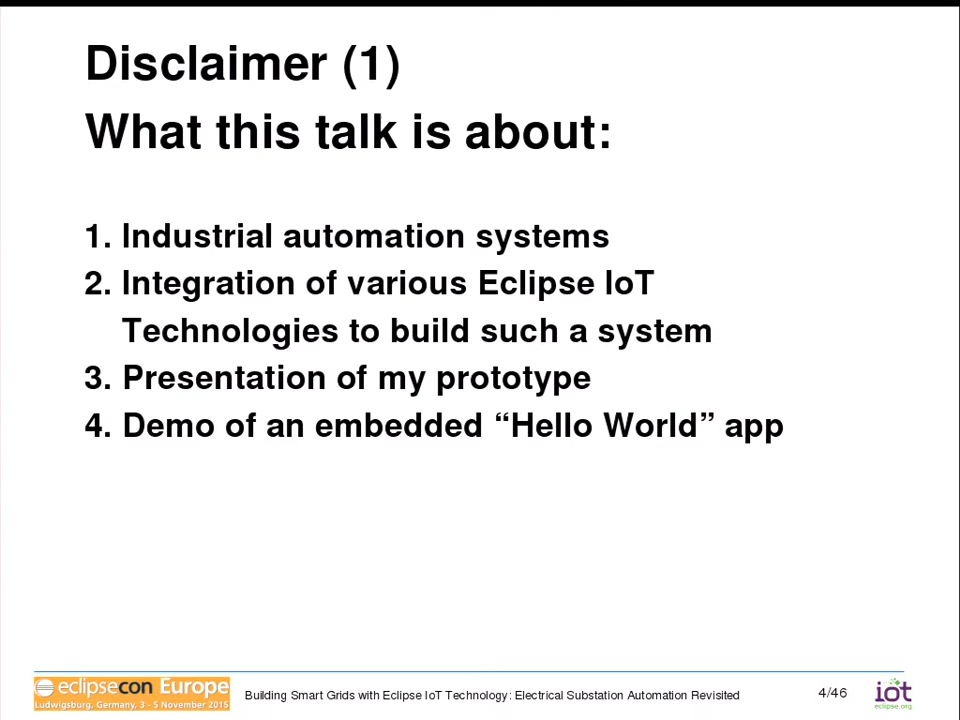 Disclaimer (1)
What this talk is about:
1. Industrial automation systems
2. Integration of various Eclipse IoT
Technologies to build such a system
3. Presentation of my prototype
4. Demo of an embedded “Hello World” app
eclipsecon Europe
Ludwigsburg, Germany, 3 - 5 November 2015
Building Smart Grids with Eclipse IoT Technology: Electrical Substation Automation Revisited
4/46
iot
eclipse.org